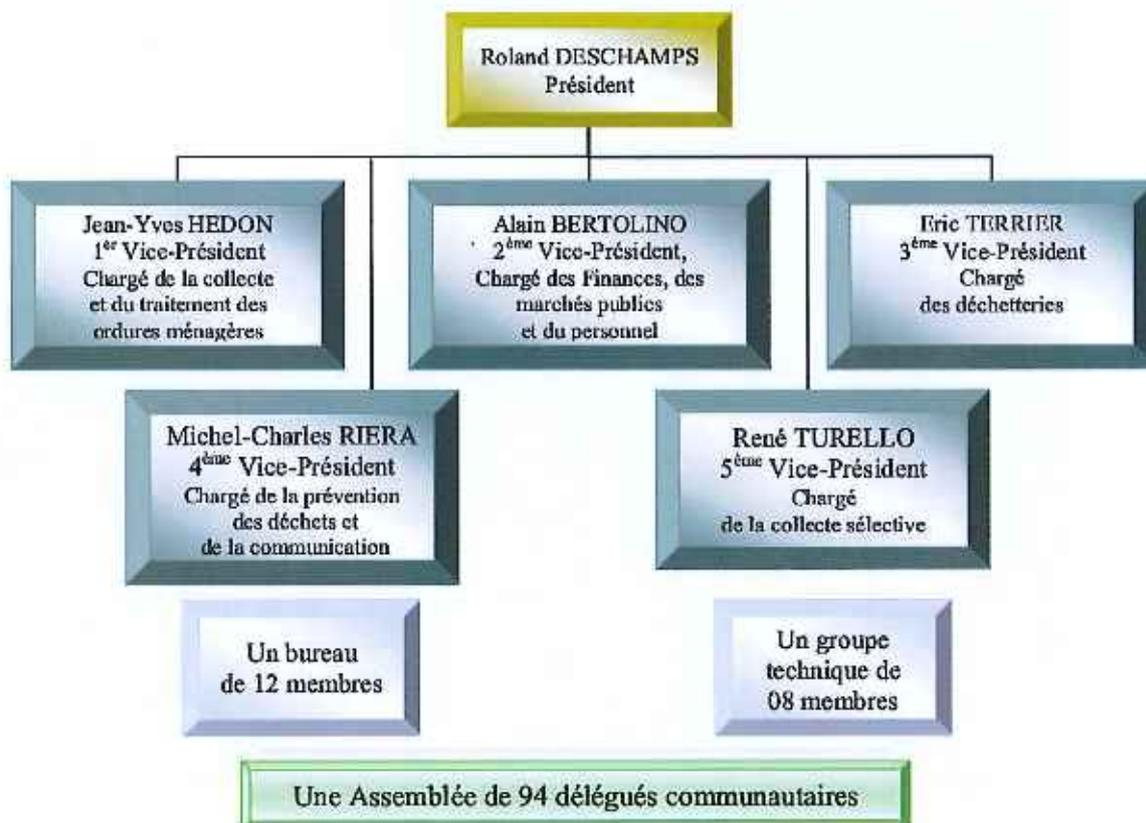 Roland DESCHAMPS
Président
Jean-Yves HEDON
1er Vice-Président
Chargé de la collecte
et du traitement des
ordures ménagères
Alain BERTOLINO
2ème Vice-Président,
Chargé des Finances, des
marchés publics
et du personnel
Eric TERRIER
3ème Vice-Président
Chargé
des déchetteries
Michel-Charles RIERA
4ème Vice-Président
Chargé de la prévention
des déchets et
de la communication
René TURELLO
5ème Vice-Président
Chargé
de la collecte sélective
Un bureau
de 12 membres
Un groupe
technique de
08 membres
Une Assemblée de 94 délégués communautaires